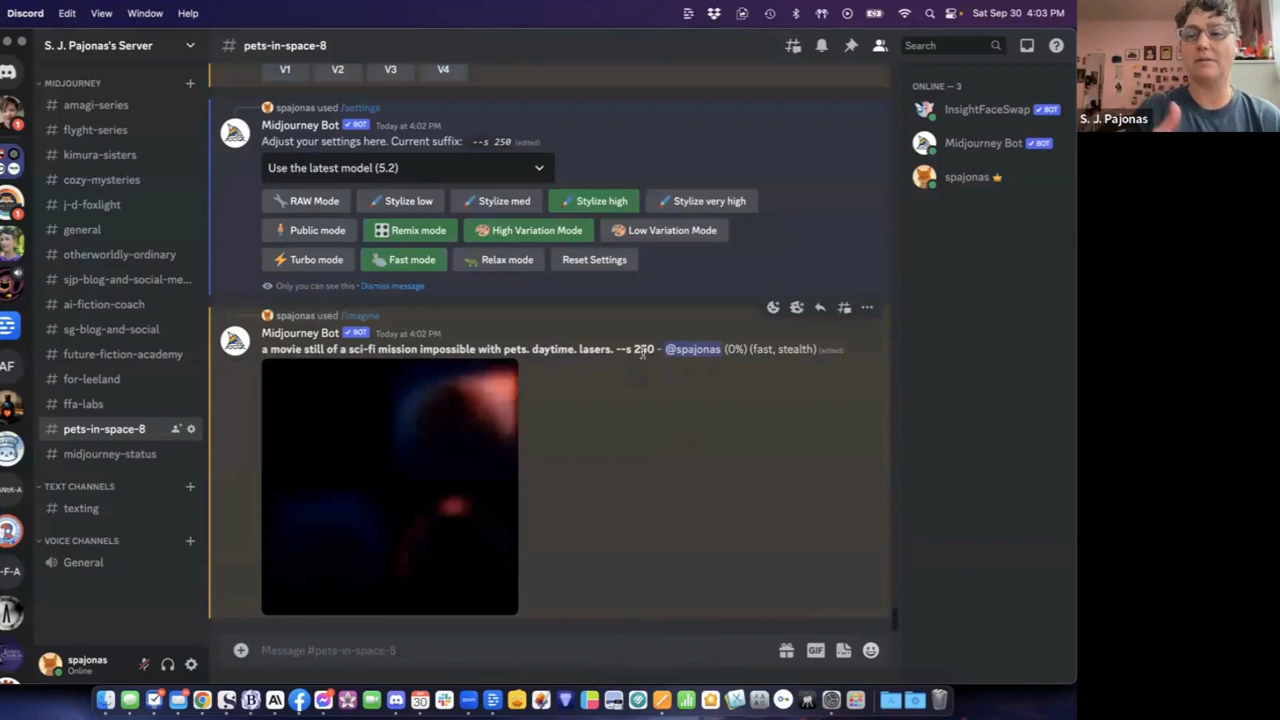 Discord Edit View Window Help
Sat Sep 30 4:03 PM
S. J. Pajonas's Server
MIDJOURNEY
amagi-series
flyght-series
kimura-sisters
cozy-mysteries
j-d-foxlight
general
otherworldly-ordinary
sjp-blog-and-social-me...
ai-fiction-coach
sg-blog-and-social
future-fiction-academy
for-leeland
ffa-labs
pets-in-space-8
midjourney-status
TEXT CHANNELS
texting
VOICE CHANNELS
General
spajonas
Online
AF
-F-A
# pets-in-space-8
Search
V1 V2 V3 V4
spajonas used /settings
Midjourney Bot ✓ BOT Today at 4:02 PM
Adjust your settings here. Current suffix: --s 250 (edited)
Use the latest model (5.2)
RAW Mode Stylize low Stylize med Stylize high Stylize very high
Public mode Remix mode High Variation Mode Low Variation Mode
Turbo mode Fast mode Relax mode Reset Settings
Only you can see this • Dismiss message
spajonas used /imagine
Midjourney Bot ✓ BOT Today at 4:02 PM
a movie still of a sci-fi mission impossible with pets. daytime. lasers. --s 250 - @spajonas (0%) (fast, stealth) (edited)
Message #pets-in-space-8
GIF
ONLINE — 3
InsightFaceSwap ✓ BOT
Midjourney Bot ✓ BOT
spajonas
S. J. Pajonas